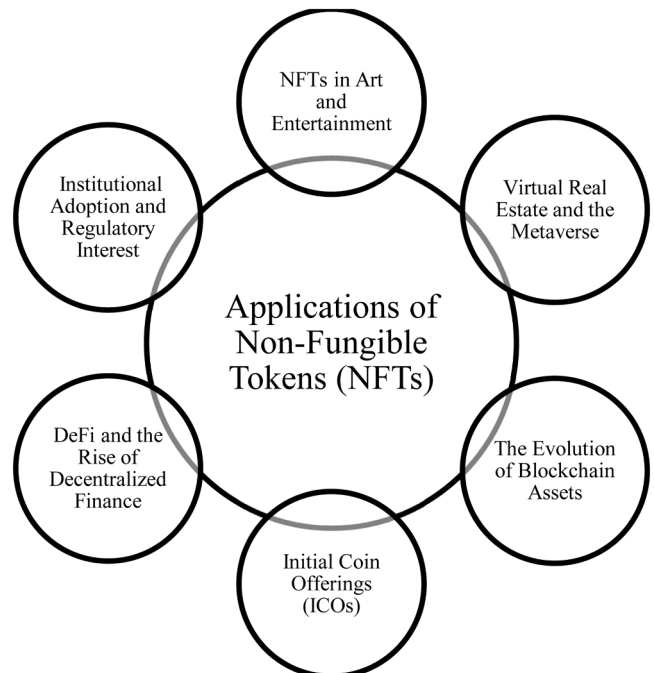 NFTs in Art
and
Entertainment
Institutional
Adoption and
Regulatory
Interest
Virtual Real
Estate and the
Metaverse
Applications of
Non-Fungible
Tokens (NFTs)
DeFi and the
Rise of
Decentralized
Finance
The Evolution
of Blockchain
Assets
Initial Coin
Offerings
(ICOs)